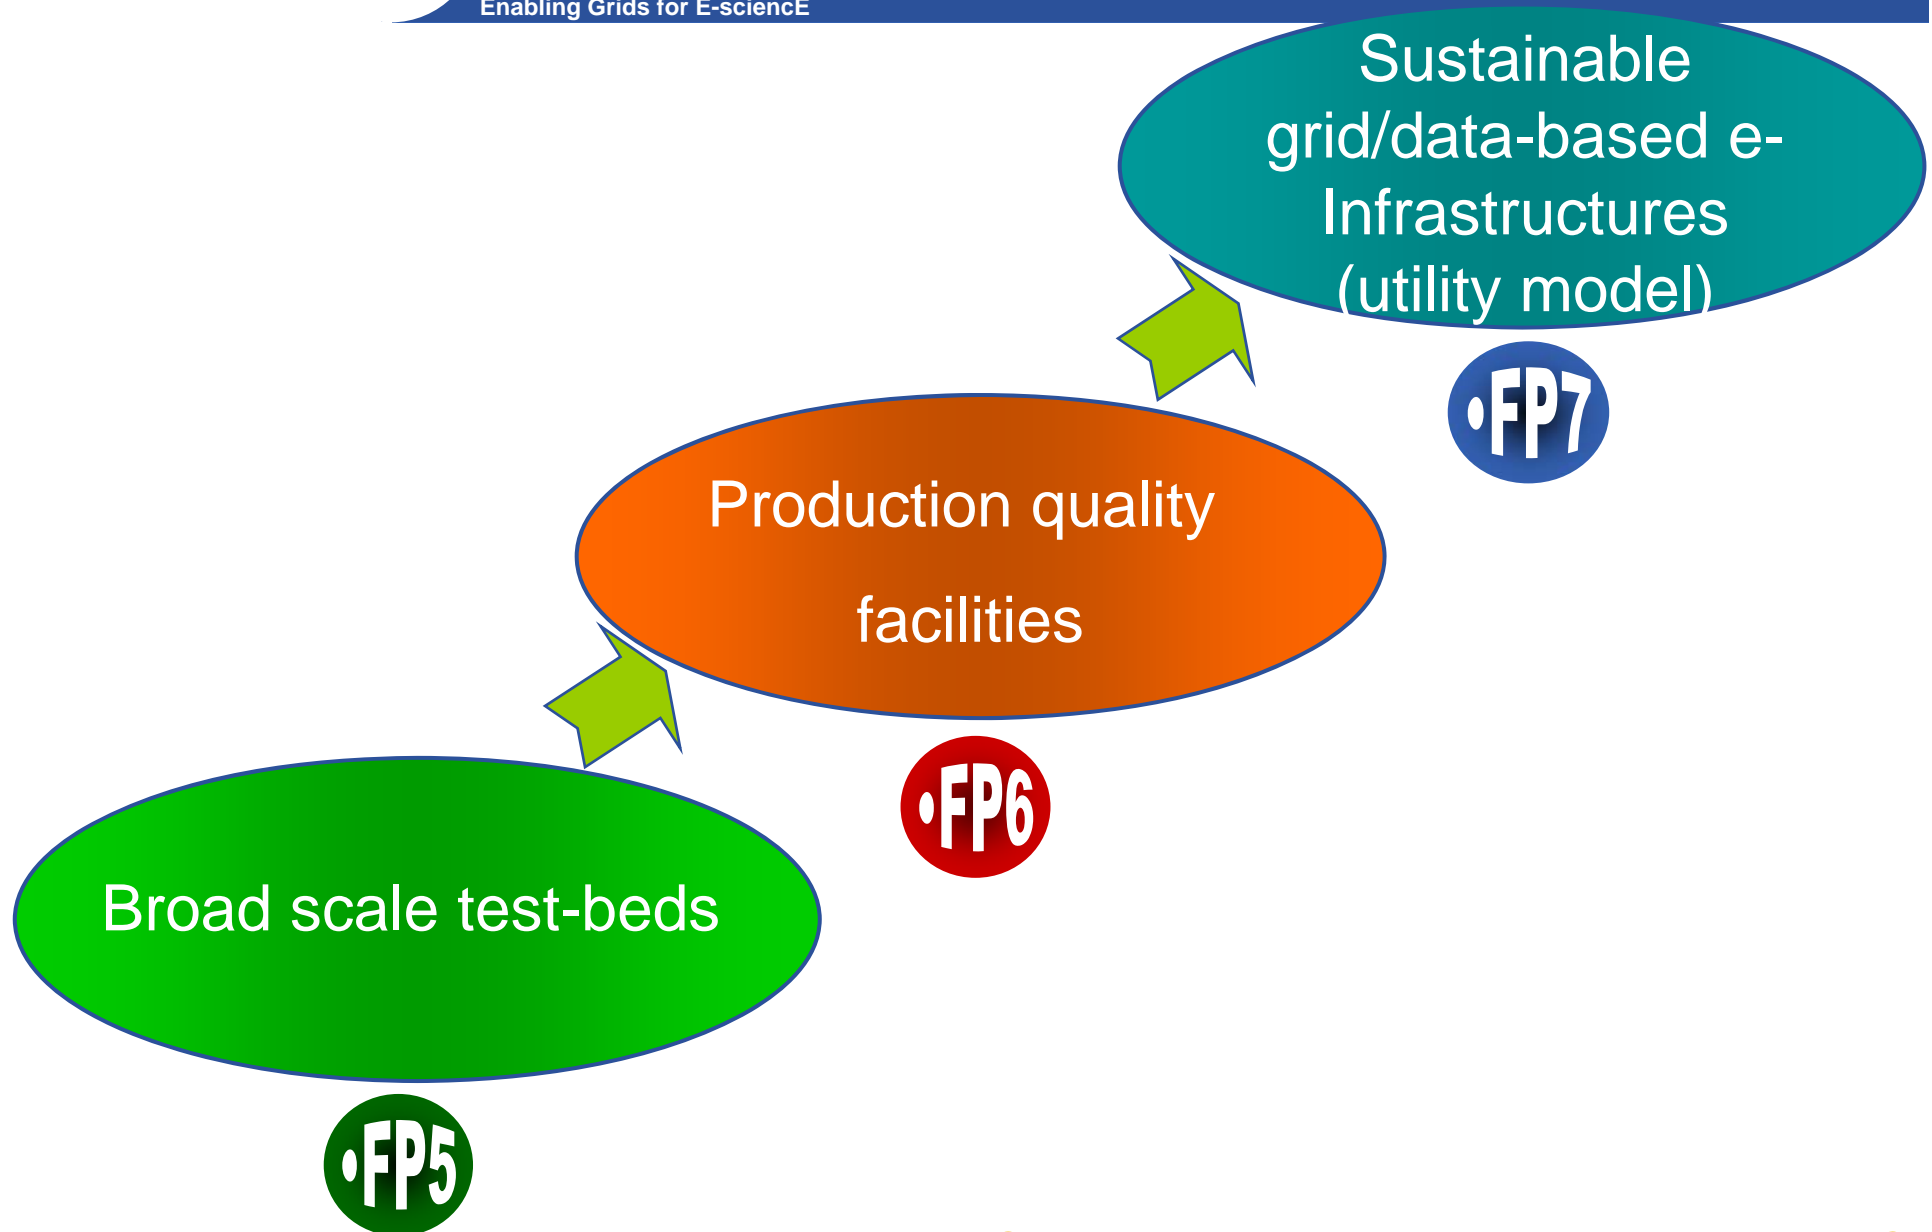 Enabling Grids for E-sciencE
Sustainable
grid/data-based e-
Infrastructures
(utility model)
•FP7
Production quality
facilities
•FP6
Broad scale test-beds
•FP5